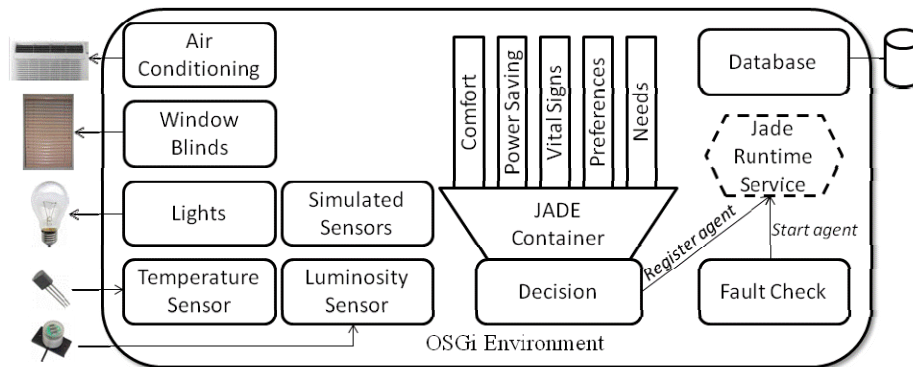 Air
Conditioning
Window
Blinds
Lights
Simulated
Sensors
Temperature
Sensor
Luminosity
Sensor
Comfort
Power Saving
Vital Signs
Preferences
Needs
JADE
Container
Decision
Register agent
Database
Jade
Runtime
Service
Start agent
Fault Check
OSGi Environment